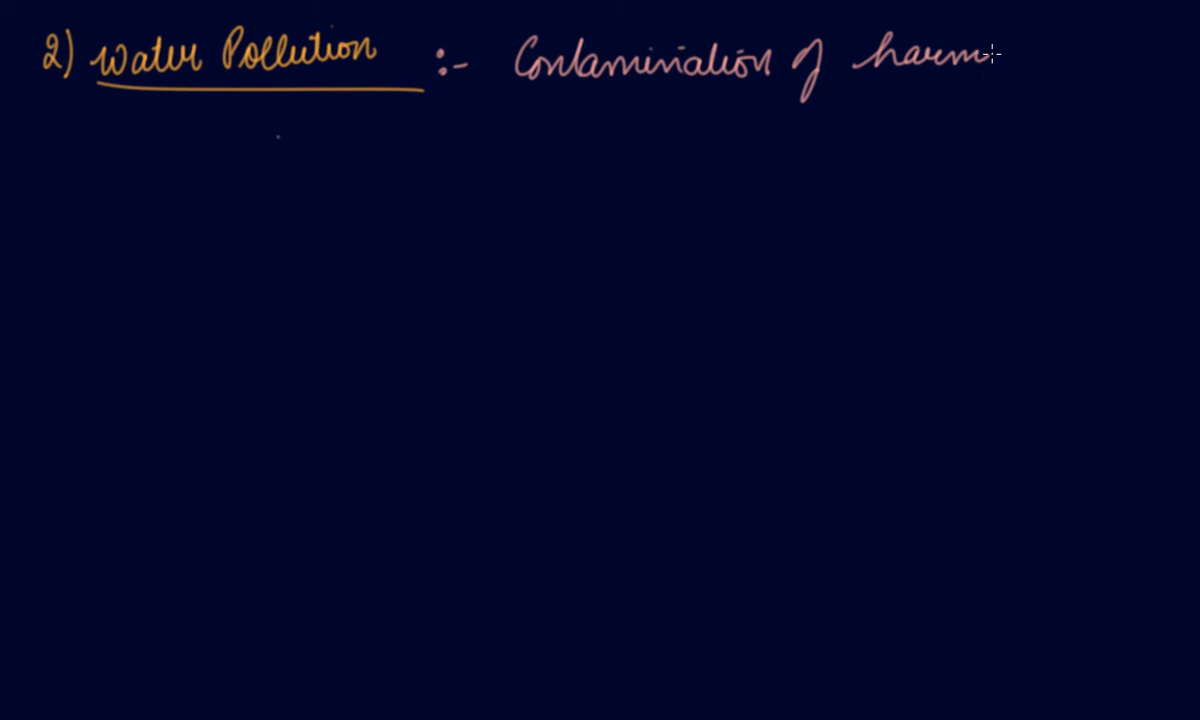 2) Water Pollution :- Contamination of harm